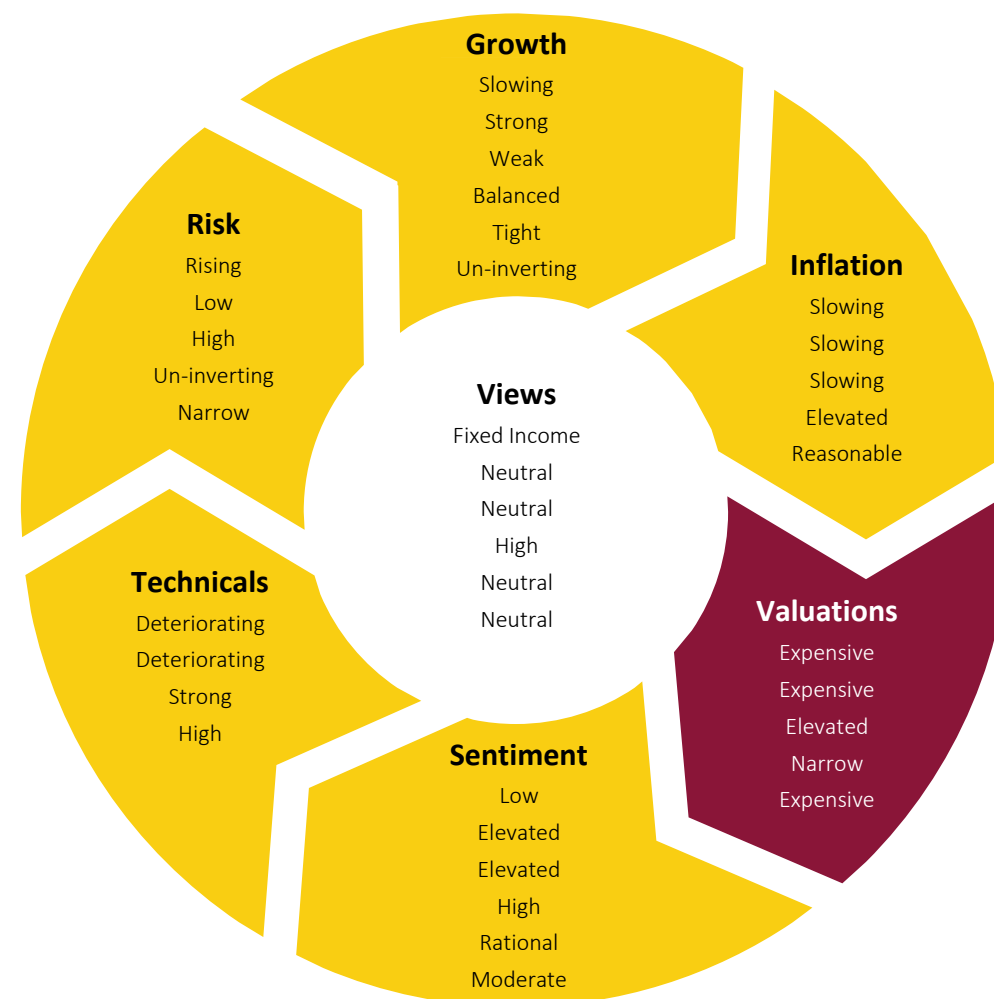 Growth
Slowing
Strong
Weak
Balanced
Tight
Un-inverting
Inflation
Slowing
Slowing
Slowing
Elevated
Reasonable
Valuations
Expensive
Expensive
Elevated
Narrow
Expensive
Sentiment
Low
Elevated
Elevated
High
Rational
Moderate
Technicals
Deteriorating
Deteriorating
Strong
High
Risk
Rising
Low
High
Un-inverting
Narrow
Views
Fixed Income
Neutral
Neutral
High
Neutral
Neutral